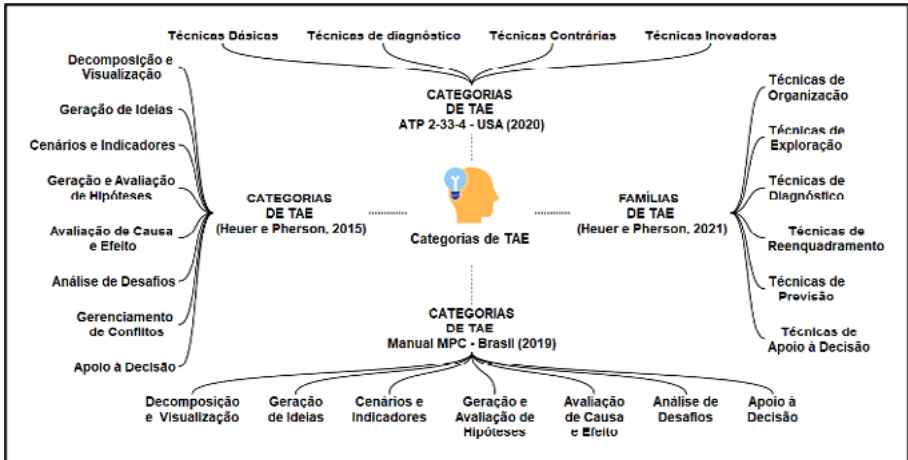 Técnicas Básicas
Técnicas de diagnóstico
Técnicas Contrárias
Técnicas Inovadoras
CATEGORIAS
DE TAE
ATP 2-33-4 - USA (2020)
Decomposição e
Visualização
Geração de Ideias
Cenários e Indicadores
Geração e Avaliação
de Hipóteses
Avaliação de Causa
e Efeito
Análise de Desafios
Gerenciamento
de Conflitos
Apoio à Decisão
CATEGORIAS
DE TAE
(Heuer e Pherson, 2015)
Categorias de TAE
FAMÍLIAS
DE TAE
(Heuer e Pherson, 2021)
Técnicas de
Organização
Técnicas de
Exploração
Técnicas de
Diagnóstico
Técnicas de
Reenquadramento
Técnicas de
Previsão
Técnicas de
Apoio à Decisão
CATEGORIAS
DE TAE
Manual MPC - Brasil (2019)
Decomposição
e Visualização
Geração
de Ideias
Cenários e
Indicadores
Geração e
Avaliação de
Hipóteses
Avaliação
de Causa
e Efeito
Análise de
Desafios
Apoio à
Decisão